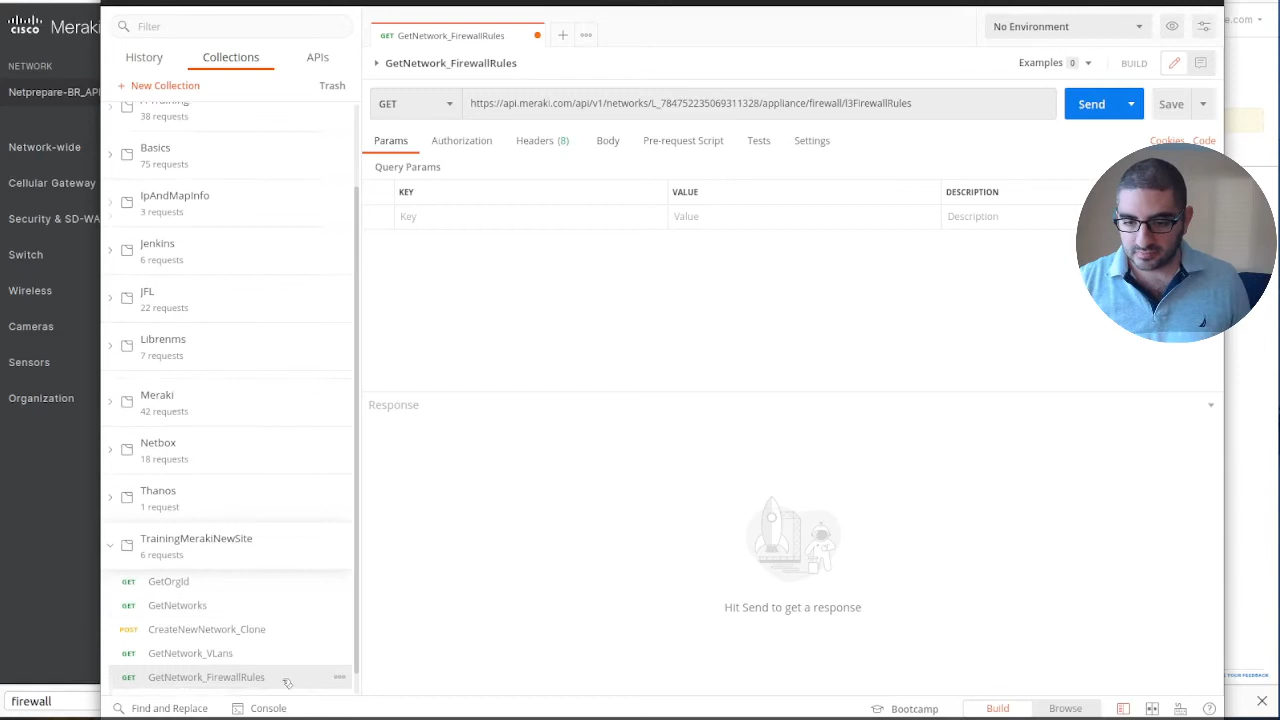 cisco Meraki
NETWORK
Netprepare-BR_API
Network-wide
Cellular Gateway
Security & SD-WA
Switch
Wireless
Cameras
Sensors
Organization
firewall
Filter
History Collections APIs
+ New Collection Trash
38 requests
Basics
75 requests
IpAndMapInfo
3 requests
Jenkins
6 requests
JFL
22 requests
Librenms
7 requests
Meraki
42 requests
Netbox
18 requests
Thanos
1 request
TrainingMerakiNewSite
6 requests
GET GetOrgId
GET GetNetworks
POST CreateNewNetwork_Clone
GET GetNetwork_VLans
GET GetNetwork_FirewallRules
Find and Replace Console
GET GetNetwork_FirewallRules
No Environment
GetNetwork_FirewallRules
Examples 0 BUILD
GET https://api.meraki.com/api/v1/networks/L_784752235069311328/appliance/firewall/l3FirewallRules Send Save
Params Authorization Headers (8) Body Pre-request Script Tests Settings Cookies Code
Query Params
KEY VALUE DESCRIPTION
Key Value Description
Response
Hit Send to get a response
Bootcamp Build Browse
e.com
YOUR FEEDBACK